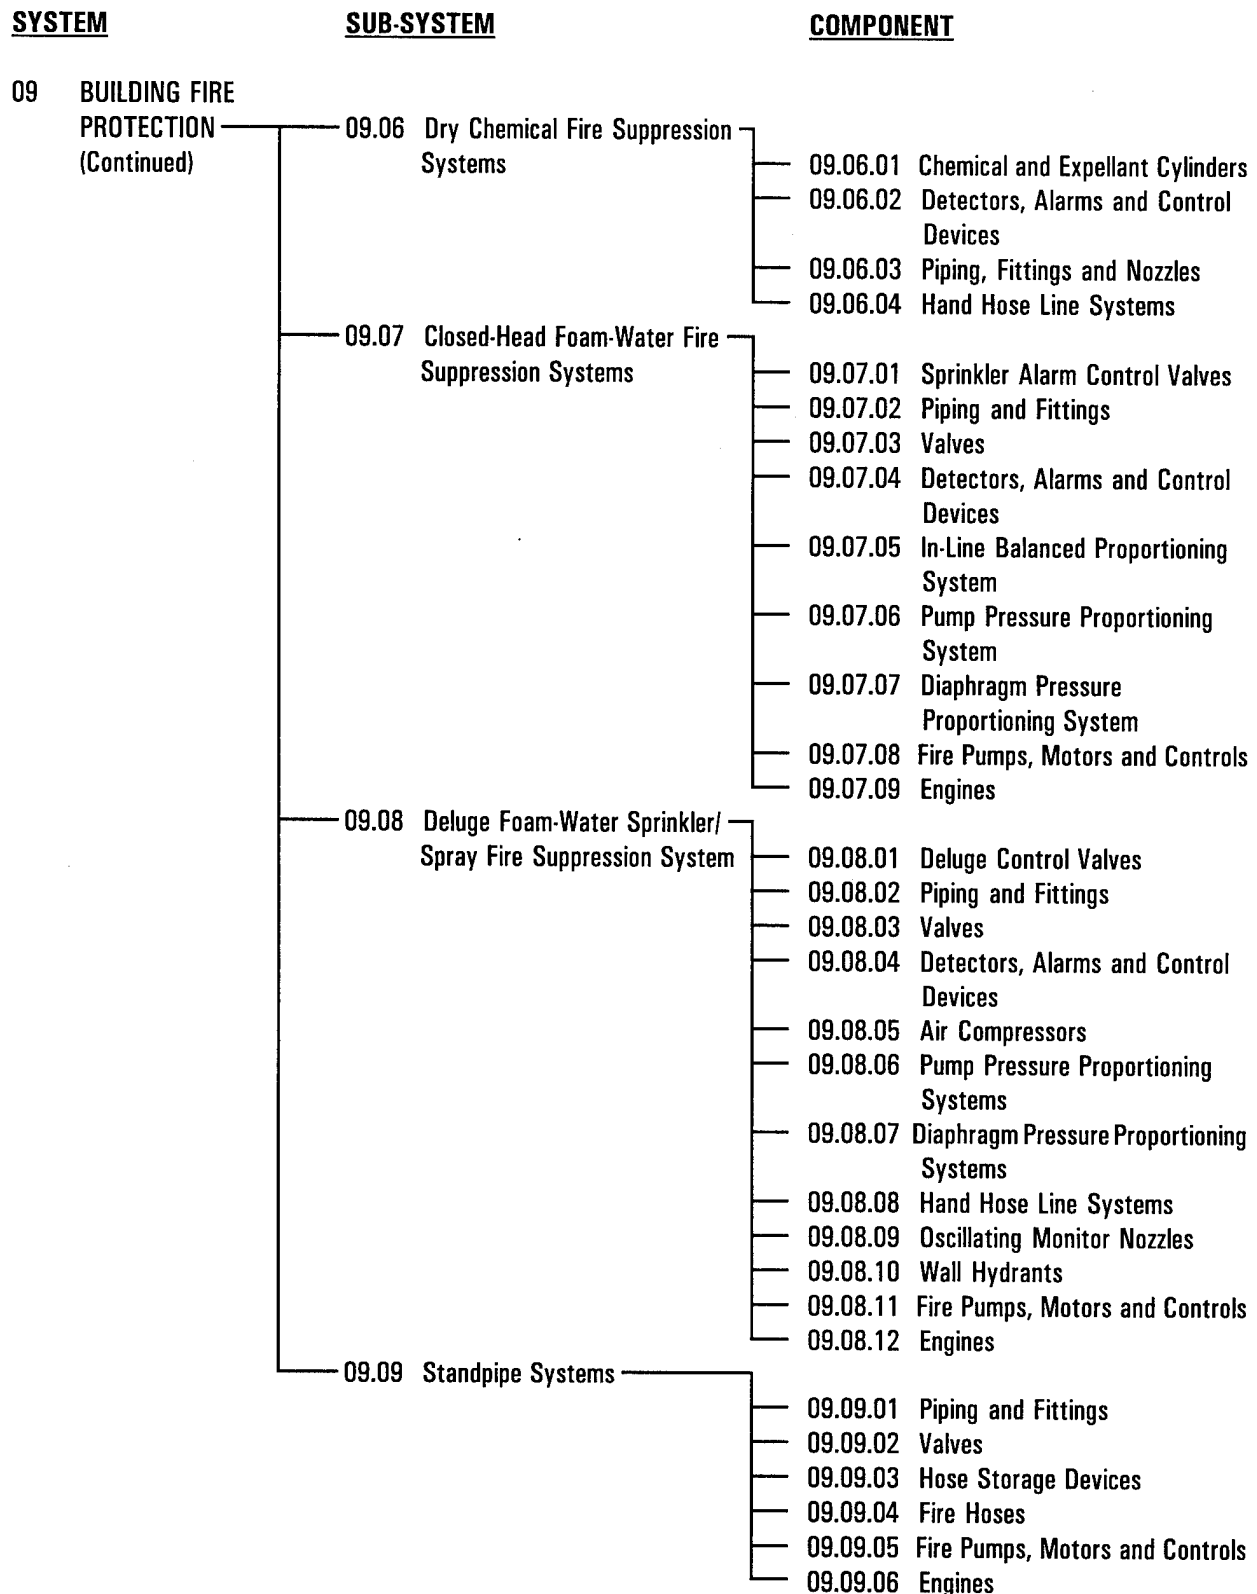 SYSTEM SUB-SYSTEM COMPONENT
09 BUILDING FIRE
PROTECTION 09.06 Dry Chemical Fire Suppression
(Continued) Systems
09.06.01 Chemical and Expellant Cylinders
09.06.02 Detectors, Alarms and Control
Devices
09.06.03 Piping, Fittings and Nozzles
09.06.04 Hand Hose Line Systems
09.07 Closed-Head Foam-Water Fire
Suppression Systems
09.07.01 Sprinkler Alarm Control Valves
09.07.02 Piping and Fittings
09.07.03 Valves
09.07.04 Detectors, Alarms and Control
Devices
09.07.05 In-Line Balanced Proportioning
System
09.07.06 Pump Pressure Proportioning
System
09.07.07 Diaphragm Pressure
Proportioning System
09.07.08 Fire Pumps, Motors and Controls
09.07.09 Engines
09.08 Deluge Foam-Water Sprinkler/
Spray Fire Suppression System
09.08.01 Deluge Control Valves
09.08.02 Piping and Fittings
09.08.03 Valves
09.08.04 Detectors, Alarms and Control
Devices
09.08.05 Air Compressors
09.08.06 Pump Pressure Proportioning
Systems
09.08.07 Diaphragm Pressure Proportioning
Systems
09.08.08 Hand Hose Line Systems
09.08.09 Oscillating Monitor Nozzles
09.08.10 Wall Hydrants
09.08.11 Fire Pumps, Motors and Controls
09.08.12 Engines
09.09 Standpipe Systems
09.09.01 Piping and Fittings
09.09.02 Valves
09.09.03 Hose Storage Devices
09.09.04 Fire Hoses
09.09.05 Fire Pumps, Motors and Controls
09.09.06 Engines